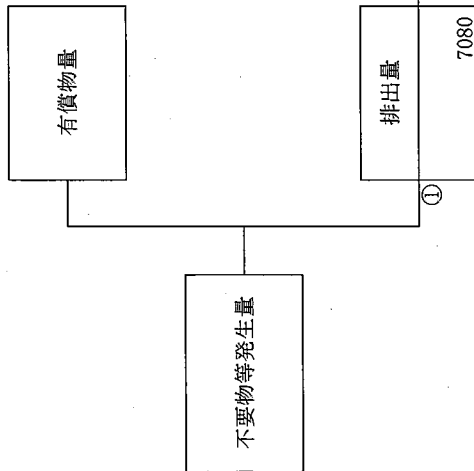 不要物等発生量
有償物量
①
排出量
7080